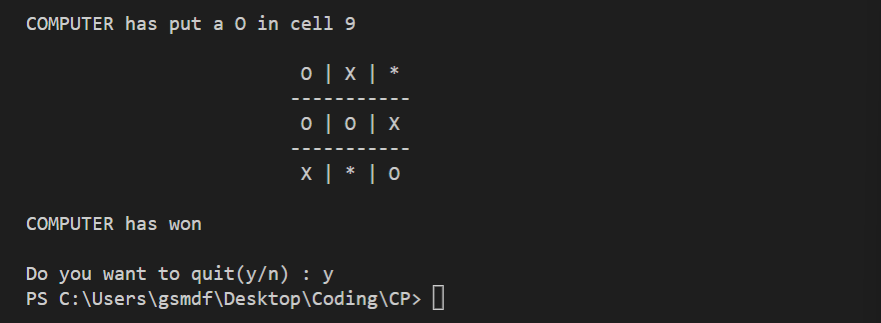 COMPUTER has put a O in cell 9
O | X | *
-----------
O | O | X
-----------
X | * | O
COMPUTER has won
Do you want to quit(y/n) : y
PS C:\Users\gsmdf\Desktop\Coding\CP>